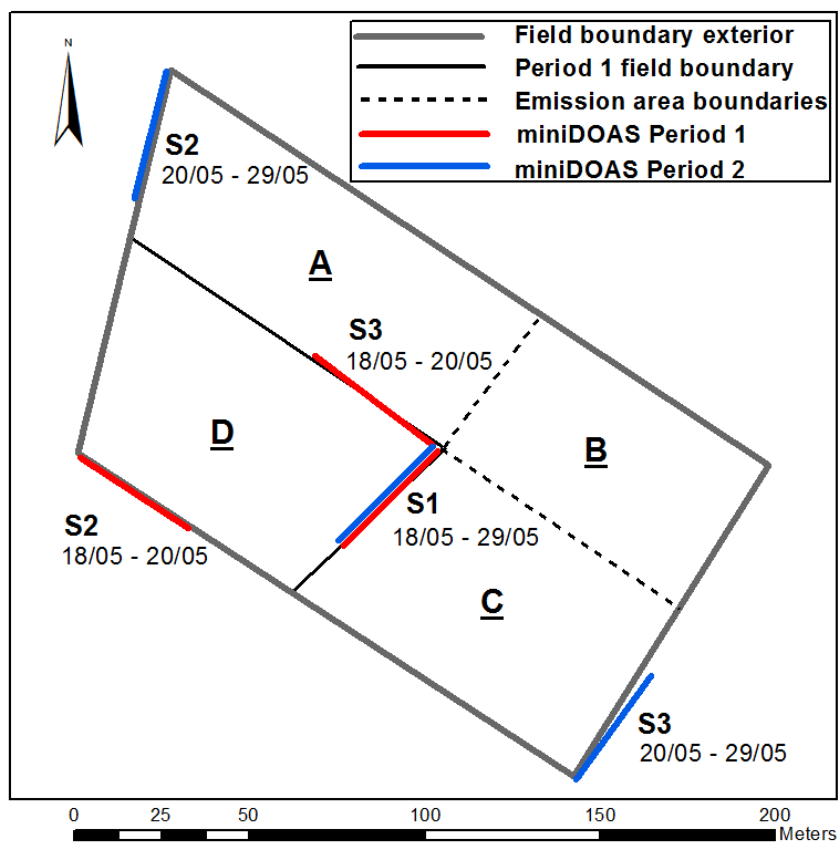 N
Field boundary exterior
Period 1 field boundary
Emission area boundaries
miniDOAS Period 1
miniDOAS Period 2
S2
20/05 - 29/05
A
S3
18/05 - 20/05
D
B
S1
18/05 - 29/05
S2
18/05 - 20/05
C
S3
20/05 - 29/05
0 25 50 100 150 200
Meters